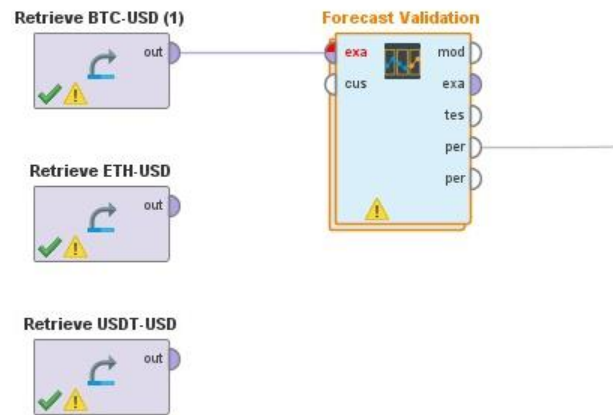 Retrieve BTC-USD (1)
out
Forecast Validation
exa
mod
cus
exa
tes
per
per
Retrieve ETH-USD
out
Retrieve USDT-USD
out